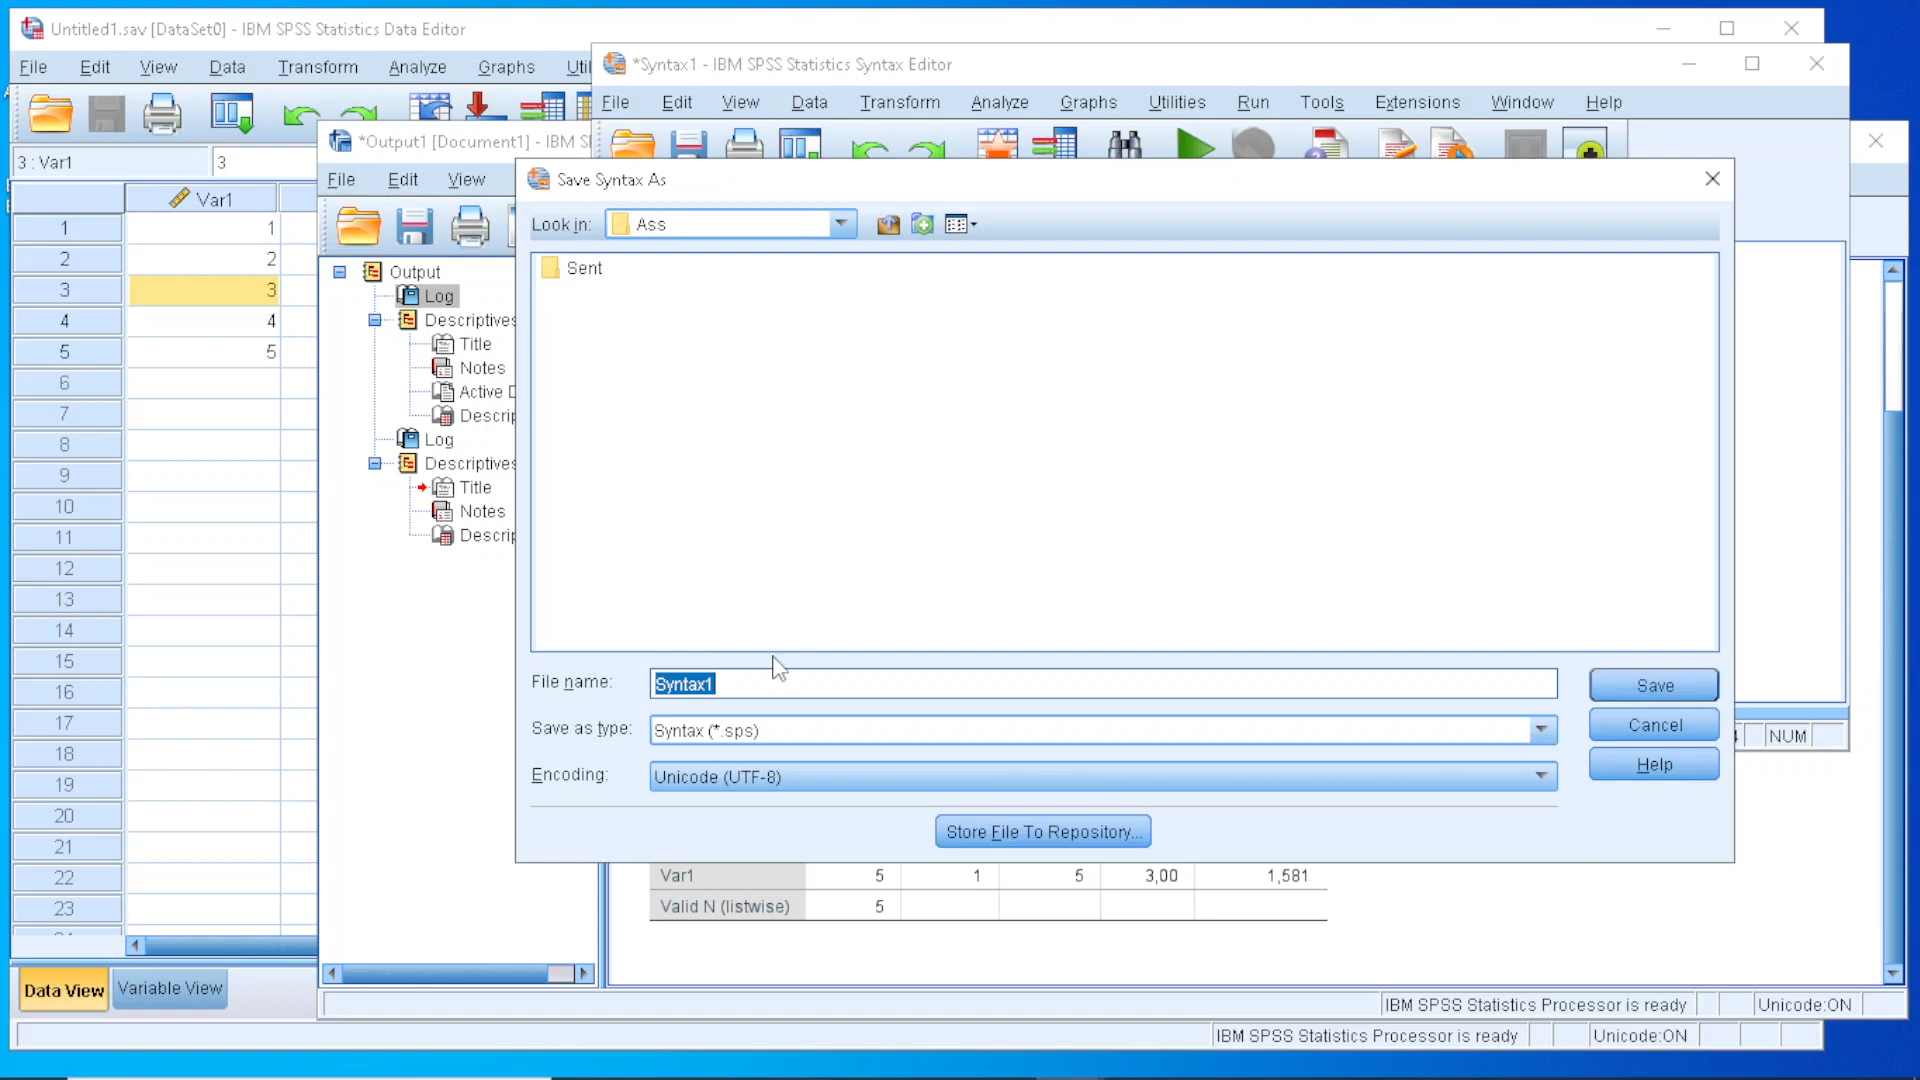 Untitled1.sav [DataSet0] - IBM SPSS Statistics Data Editor
File Edit View Data Transform Analyze Graphs Util
3 : Var1 3
Var1
1 1
2 2
3 3
4 4
5 5
6
7
8
9
10
11
12
13
14
15
16
17
18
19
20
21
22
23
Data View Variable View
IBM SPSS Statistics Processor is ready Unicode:ON
*Output1 [Document1] - IBM S
File Edit View
Output
Log
Descriptives
Title
Notes
Active D
Descrip
Log
Descriptives
Title
Notes
Descrip
Var1 5 1 5 3,00 1,581
Valid N (listwise) 5
IBM SPSS Statistics Processor is ready Unicode:ON
*Syntax1 - IBM SPSS Statistics Syntax Editor
File Edit View Data Transform Analyze Graphs Utilities Run Tools Extensions Window Help
NUM
Save Syntax As
Look in: Ass
Sent
File name: Syntax1
Save as type: Syntax (*.sps)
Encoding: Unicode (UTF-8)
Save
Cancel
Help
Store File To Repository...